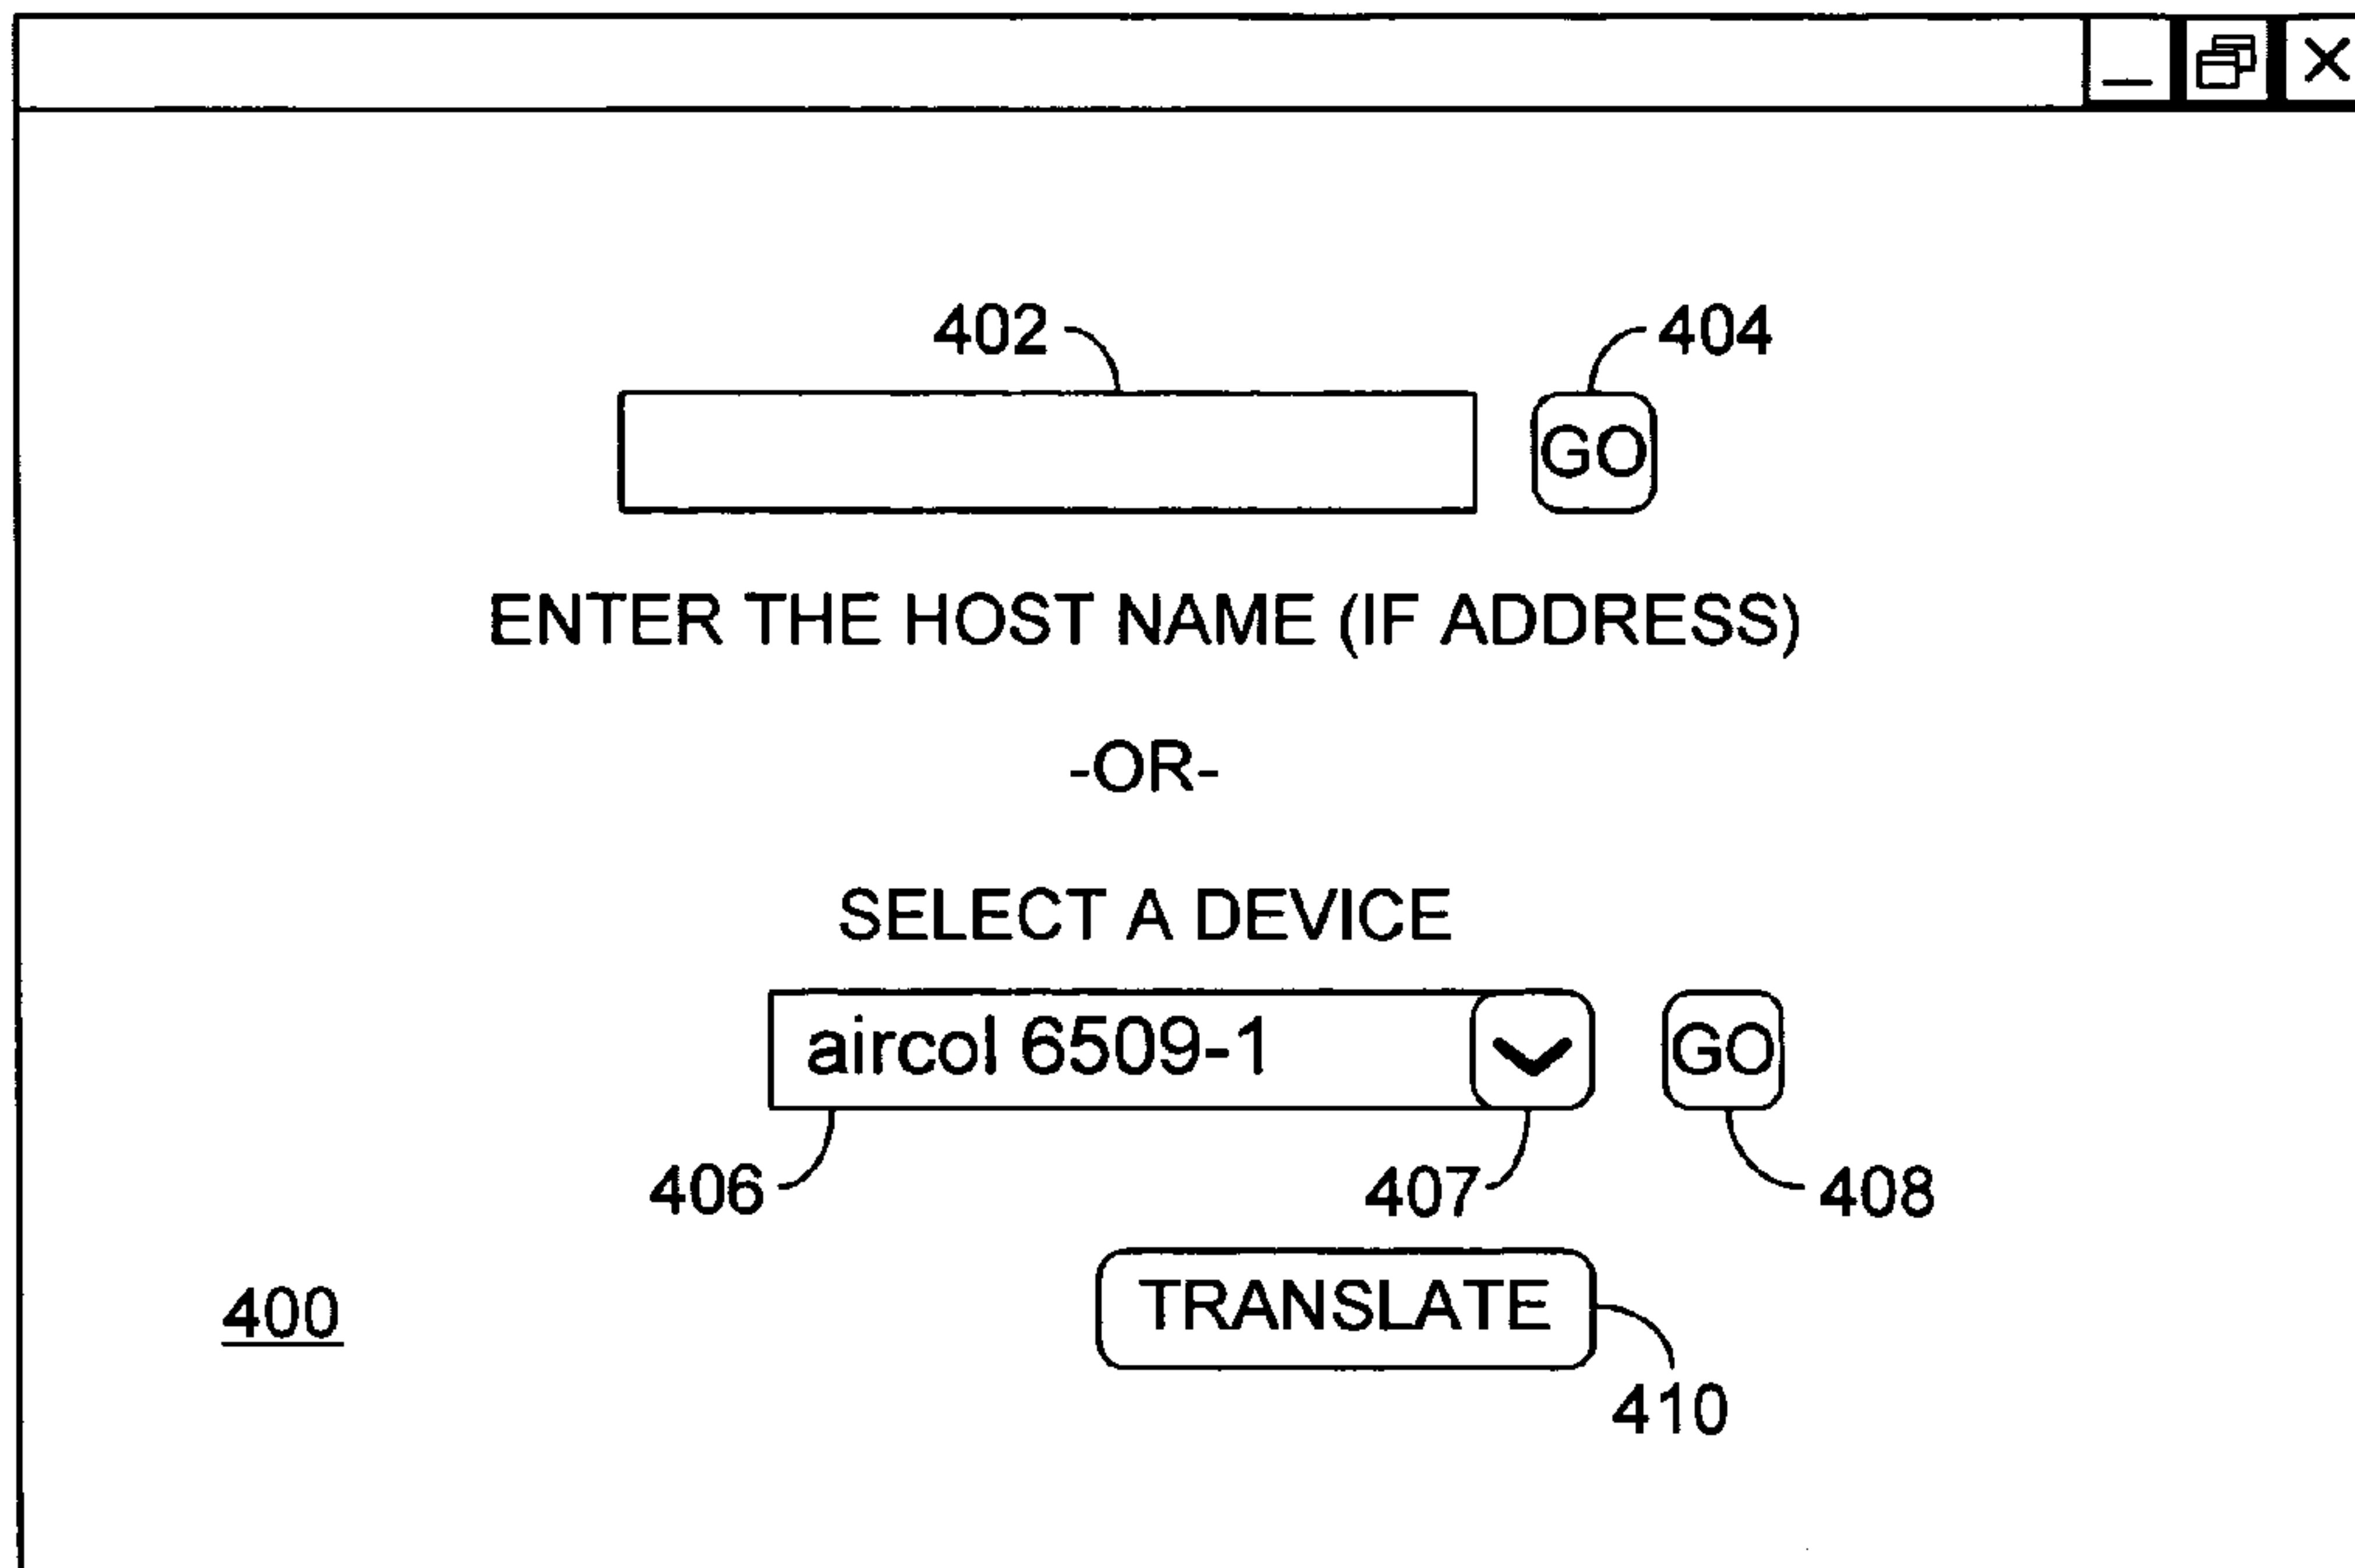 402 404
GO
ENTER THE HOST NAME (IF ADDRESS)
-OR-
SELECT A DEVICE
aircol 6509-1 GO
406 407 408
400 TRANSLATE
410